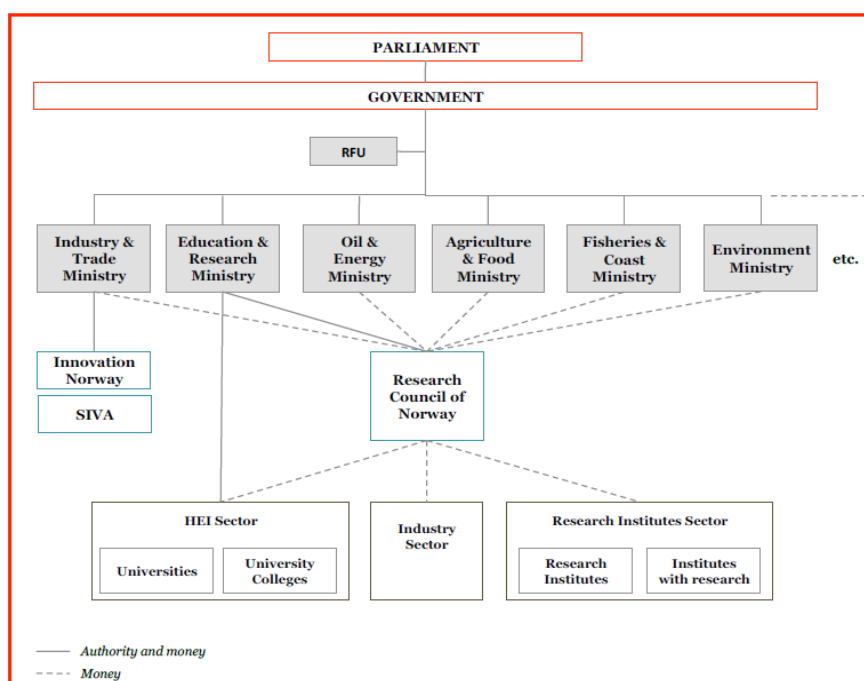 PARLIAMENT
GOVERNMENT
RFU
Industry &
Trade
Ministry
Education &
Research
Ministry
Oil &
Energy
Ministry
Agriculture
& Food
Ministry
Fisheries &
Coast
Ministry
Environment
Ministry
etc.
Innovation
Norway
SIVA
Research
Council of
Norway
HEI Sector
Universities
University
Colleges
Industry
Sector
Research Institutes Sector
Research
Institutes
Institutes
with research
Authority and money
Money